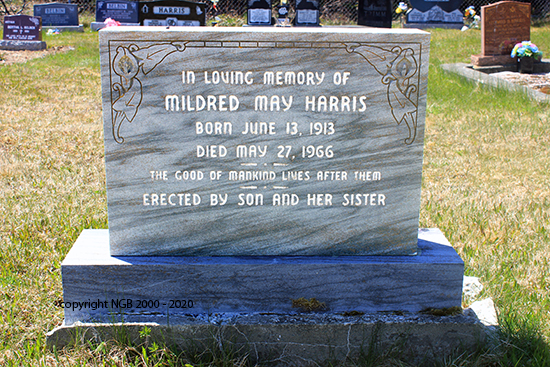 HARRIS
IN LOVING MEMORY OF
MILDRED MAY HARRIS
BORN JUNE 13, 1913
DIED MAY 27, 1966
THE GOOD OF MANKIND LIVES AFTER THEM
ERECTED BY SON AND HER SISTER
copyright NGB 2000 - 2020